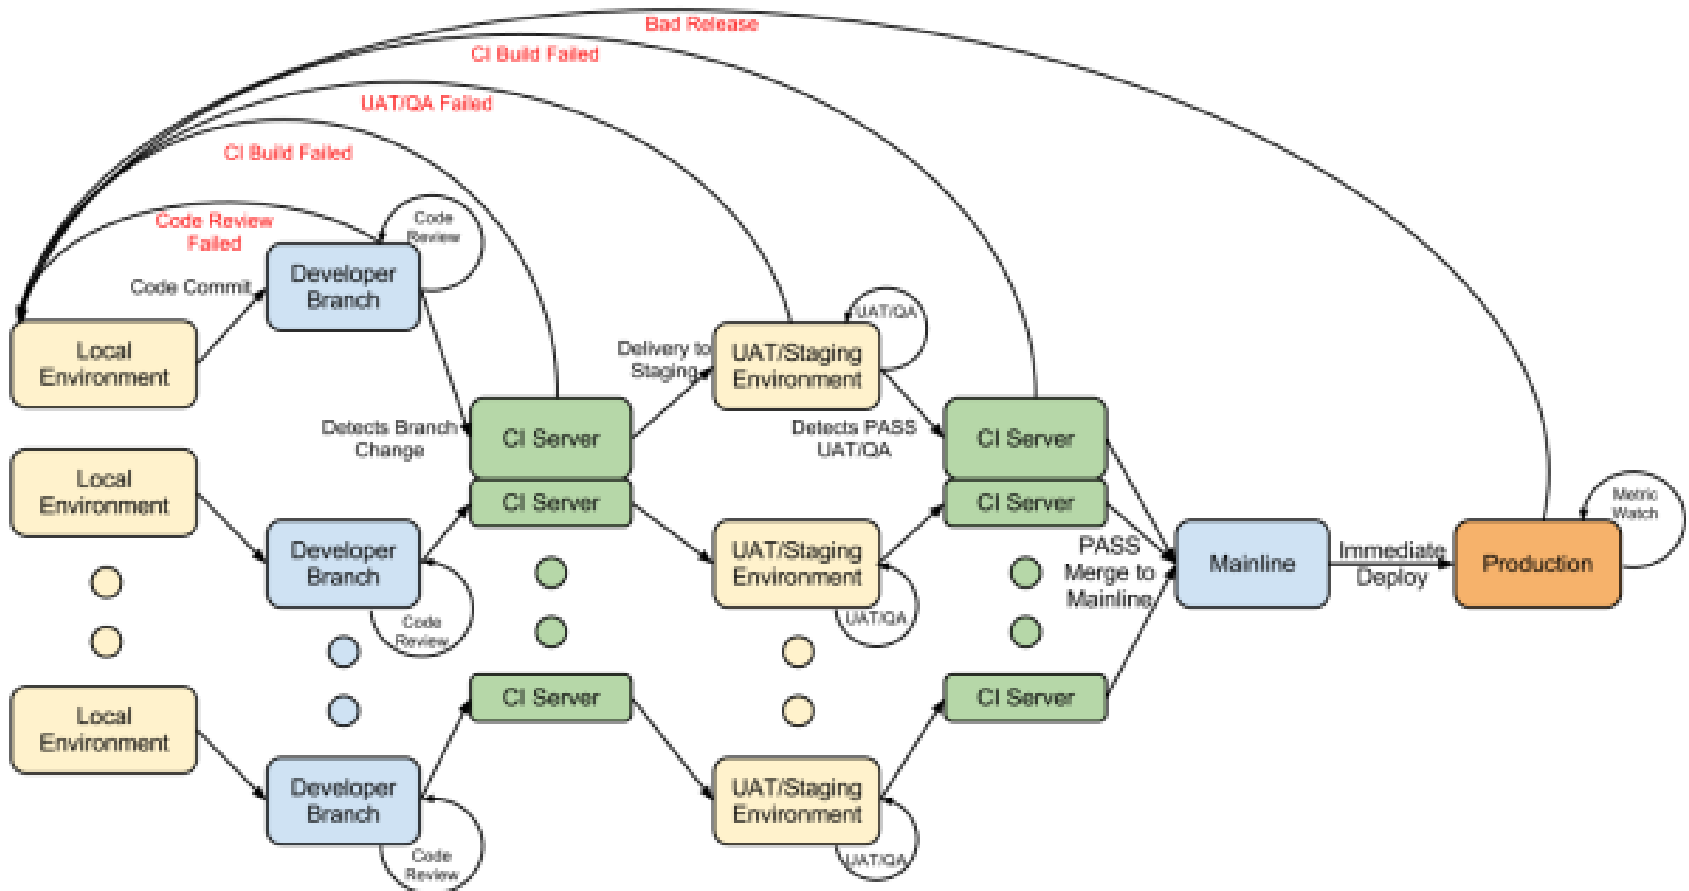 Bad Release
CI Build Failed
UAT/QA Failed
CI Build Failed
Code Review
Failed
Code
Review
Code Commit
Developer
Branch
Local
Environment
Delivery to
Staging
UAT/Staging
Environment
UAT/QA
Detects Branch
Change
CI Server
Detects PASS
UAT/QA
CI Server
Local
Environment
Developer
Branch
Code
Review
CI Server
UAT/Staging
Environment
UAT/QA
CI Server
PASS
Merge to
Mainline
Mainline
Immediate
Deploy
Production
Metric
Watch
Local
Environment
Developer
Branch
Code
Review
CI Server
UAT/Staging
Environment
UAT/QA
CI Server